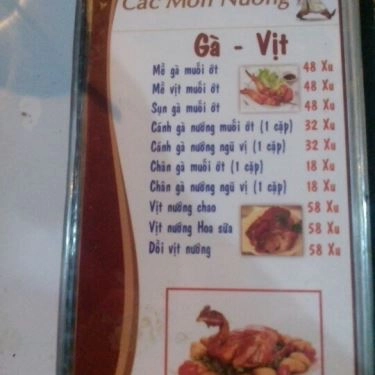 Các Món Nướng
Gà - Vịt
Mề gà muối ớt 48 Xu
Mề vịt muối ớt 48 Xu
Sụn gà muối ớt 48 Xu
Cánh gà nướng muối ớt (1 cặp) 32 Xu
Cánh gà nướng ngũ vị (1 cặp) 32 Xu
Chân gà muối ớt (1 cặp) 18 Xu
Chân gà nướng ngũ vị (1 cặp) 18 Xu
Vịt nướng chao 58 Xu
Vịt nướng Hoa sữa 58 Xu
Dồi vịt nướng 58 Xu